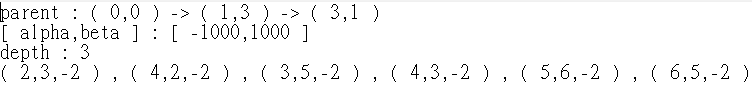 parent : ( 0,0 ) -> ( 1,3 ) -> ( 3,1 )
[ alpha,beta ] : [ -1000,1000 ]
depth : 3
( 2,3,-2 ) , ( 4,2,-2 ) , ( 3,5,-2 ) , ( 4,3,-2 ) , ( 5,6,-2 ) , ( 6,5,-2 )